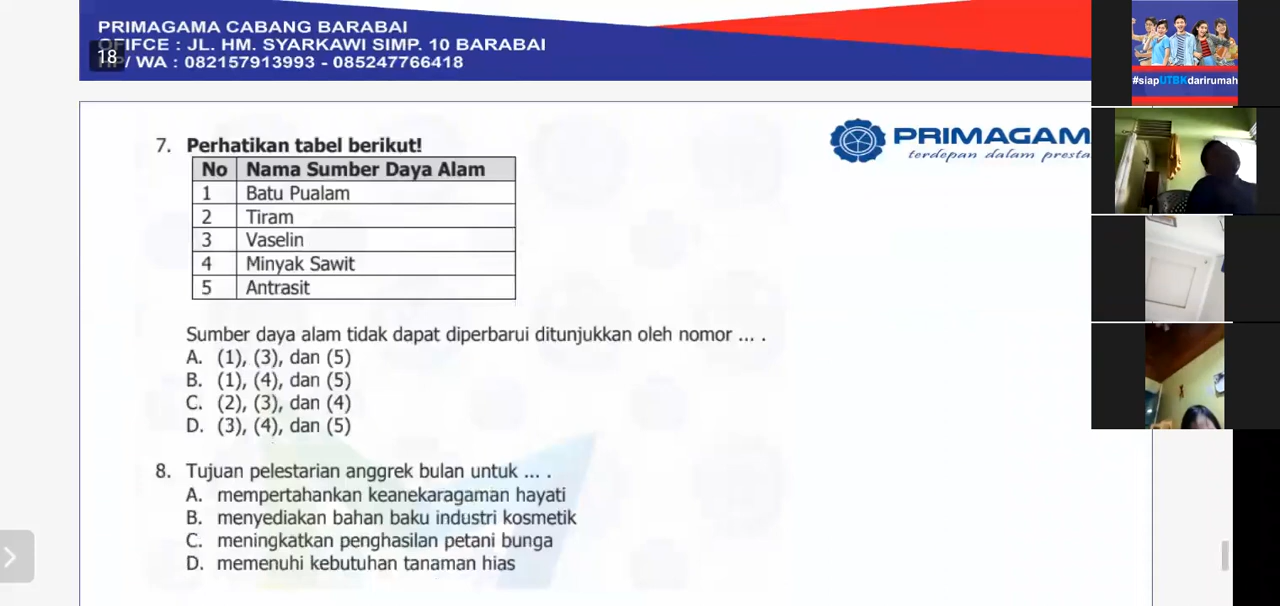 PRIMAGAMA CABANG BARABAI
OFIFCE : JL. HM. SYARKAWI SIMP. 10 BARABAI
18
/ WA : 082157913993 - 085247766418
#siapUTBKdarirumah
PRIMAGAM
terdepan dalam presta
7. Perhatikan tabel berikut!
No Nama Sumber Daya Alam
1 Batu Pualam
2 Tiram
3 Vaselin
4 Minyak Sawit
5 Antrasit
Sumber daya alam tidak dapat diperbarui ditunjukkan oleh nomor ... .
A. (1), (3), dan (5)
B. (1), (4), dan (5)
C. (2), (3), dan (4)
D. (3), (4), dan (5)
8. Tujuan pelestarian anggrek bulan untuk ... .
A. mempertahankan keanekaragaman hayati
B. menyediakan bahan baku industri kosmetik
C. meningkatkan penghasilan petani bunga
D. memenuhi kebutuhan tanaman hias